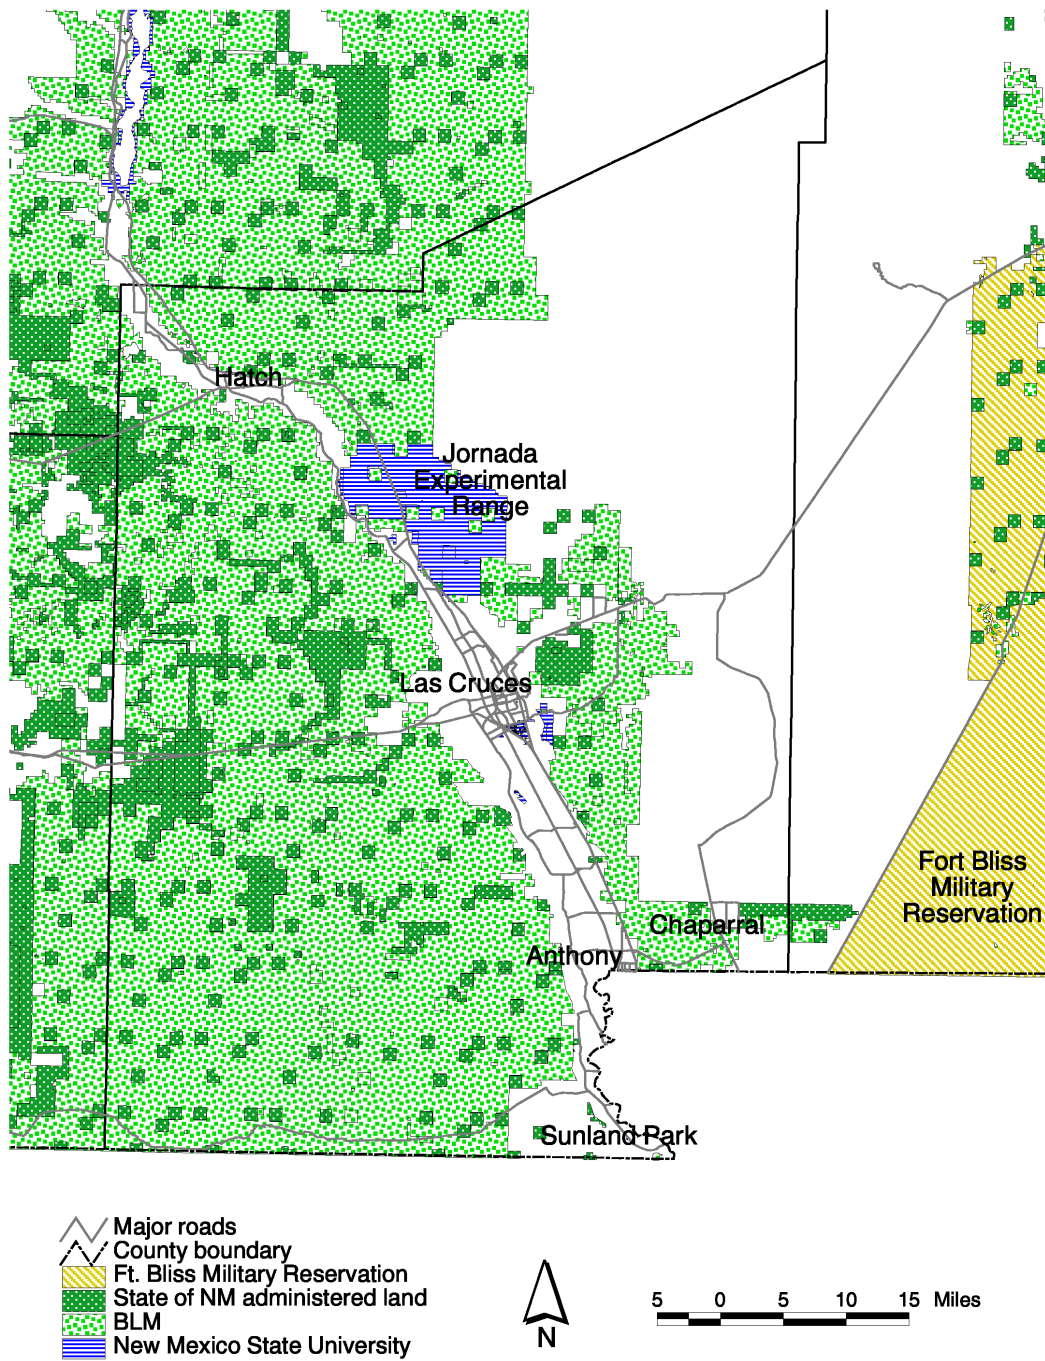 Hatch
Jornada
Experimental
Range
Las Cruces
Fort Bliss
Military
Reservation
Chaparral
Anthony
Sunland Park
Major roads
County boundary
Ft. Bliss Military Reservation
State of NM administered land
BLM
New Mexico State University
N
5 0 5 10 15 Miles